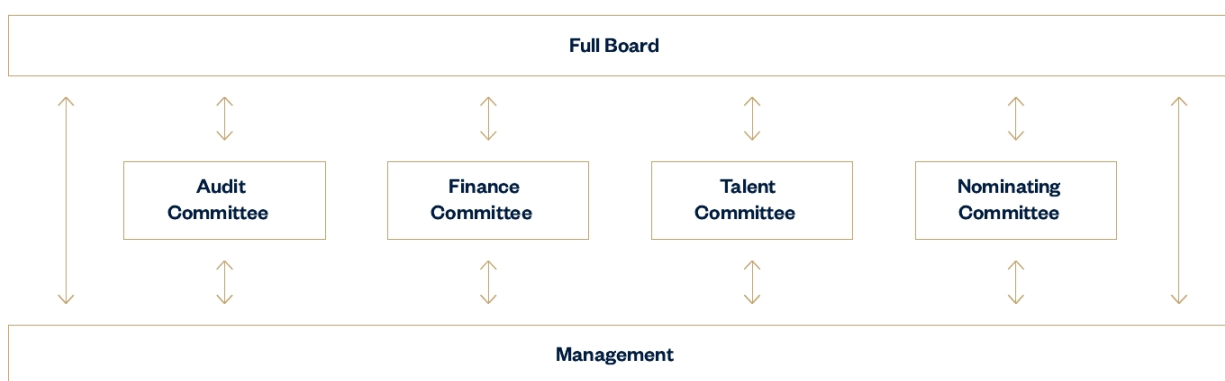 Full Board
Audit
Committee
Finance
Committee
Talent
Committee
Nominating
Committee
Management